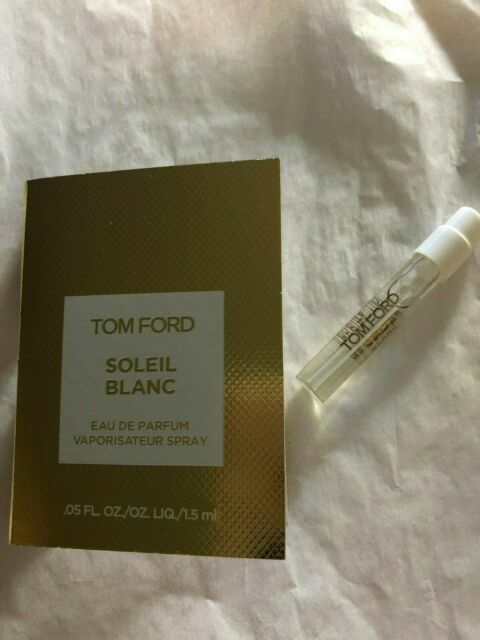 TOM FORD
SOLEIL
BLANC
EAU DE PARFUM
VAPORISATEUR SPRAY
.05 FL. OZ./OZ. LIQ./1.5 ml
TOM FORD